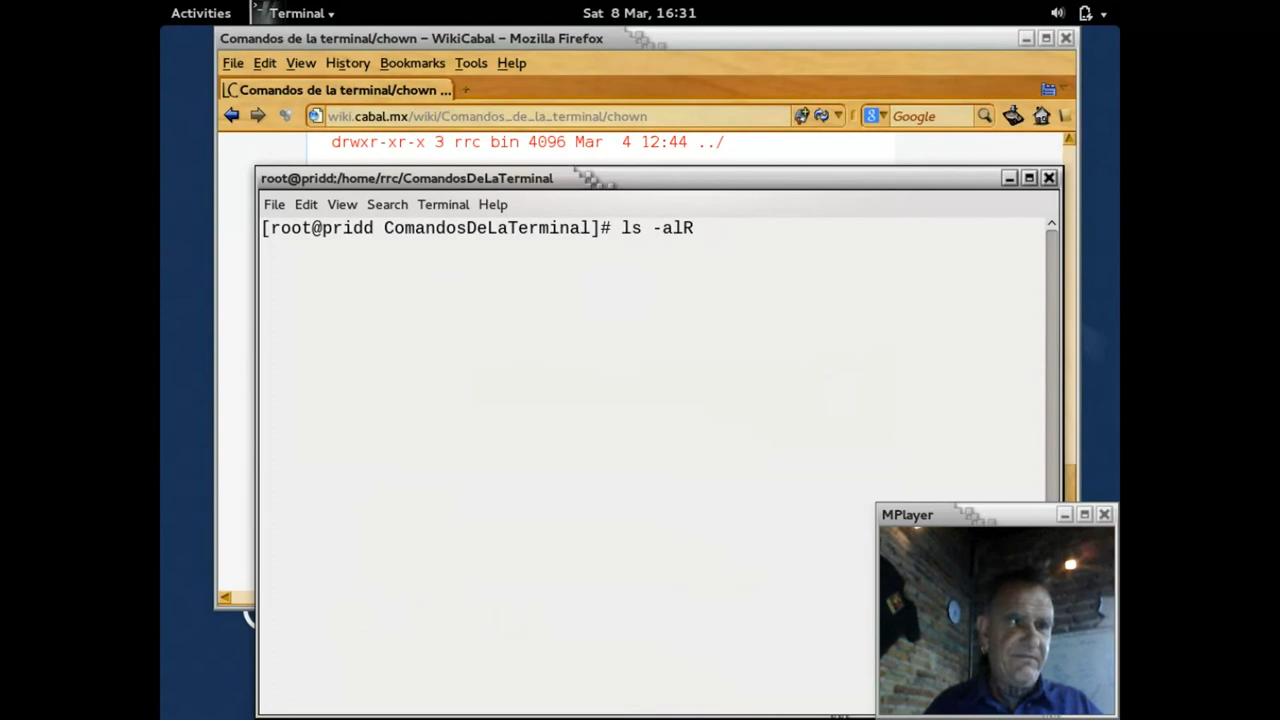 Activities
Terminal
Sat 8 Mar, 16:31
Comandos de la terminal/chown – WikiCabal – Mozilla Firefox
File Edit View History Bookmarks Tools Help
Comandos de la terminal/chown ...
wiki.cabal.mx/wiki/Comandos_de_la_terminal/chown
Google
drwxr-xr-x 3 rrc bin 4096 Mar  4 12:44 ../
root@pridd:/home/rrc/ComandosDeLaTerminal
File Edit View Search Terminal Help
[root@pridd ComandosDeLaTerminal]# ls -alR
MPlayer